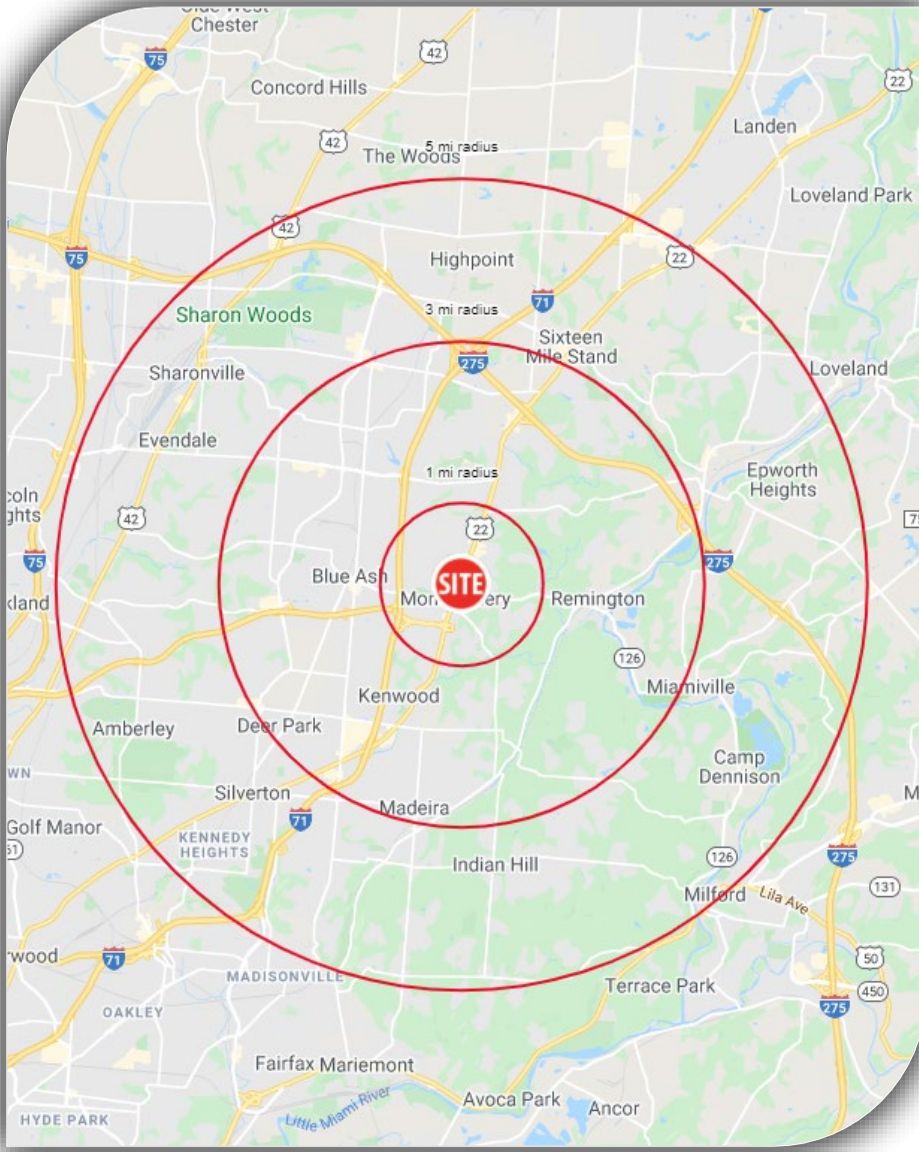 Olde West
Chester
75
42
22
Concord Hills
42
Landen
5 mi radius
The Woods
Loveland Park
42
75
22
Highpoint
71
3 mi radius
Sharon Woods
Sixteen
Mile Stand
275
Sharonville
Loveland
Evendale
1 mi radius
Epworth
Heights
coln
ghts
42
22
75
275
Blue Ash
SITE
kland
Mon
ery
Remington
126
Miamiville
Kenwood
Amberley
Deer Park
Camp
Dennison
WN
Silverton
71
Madeira
M
Golf Manor
KENNEDY
HEIGHTS
51
Indian Hill
126
275
131
Milford
Lila Ave
rwood
71
50
MADISONVILLE
Terrace Park
450
275
OAKLEY
Fairfax
Mariemont
Avoca Park
Ancor
HYDE PARK
Little Miami River